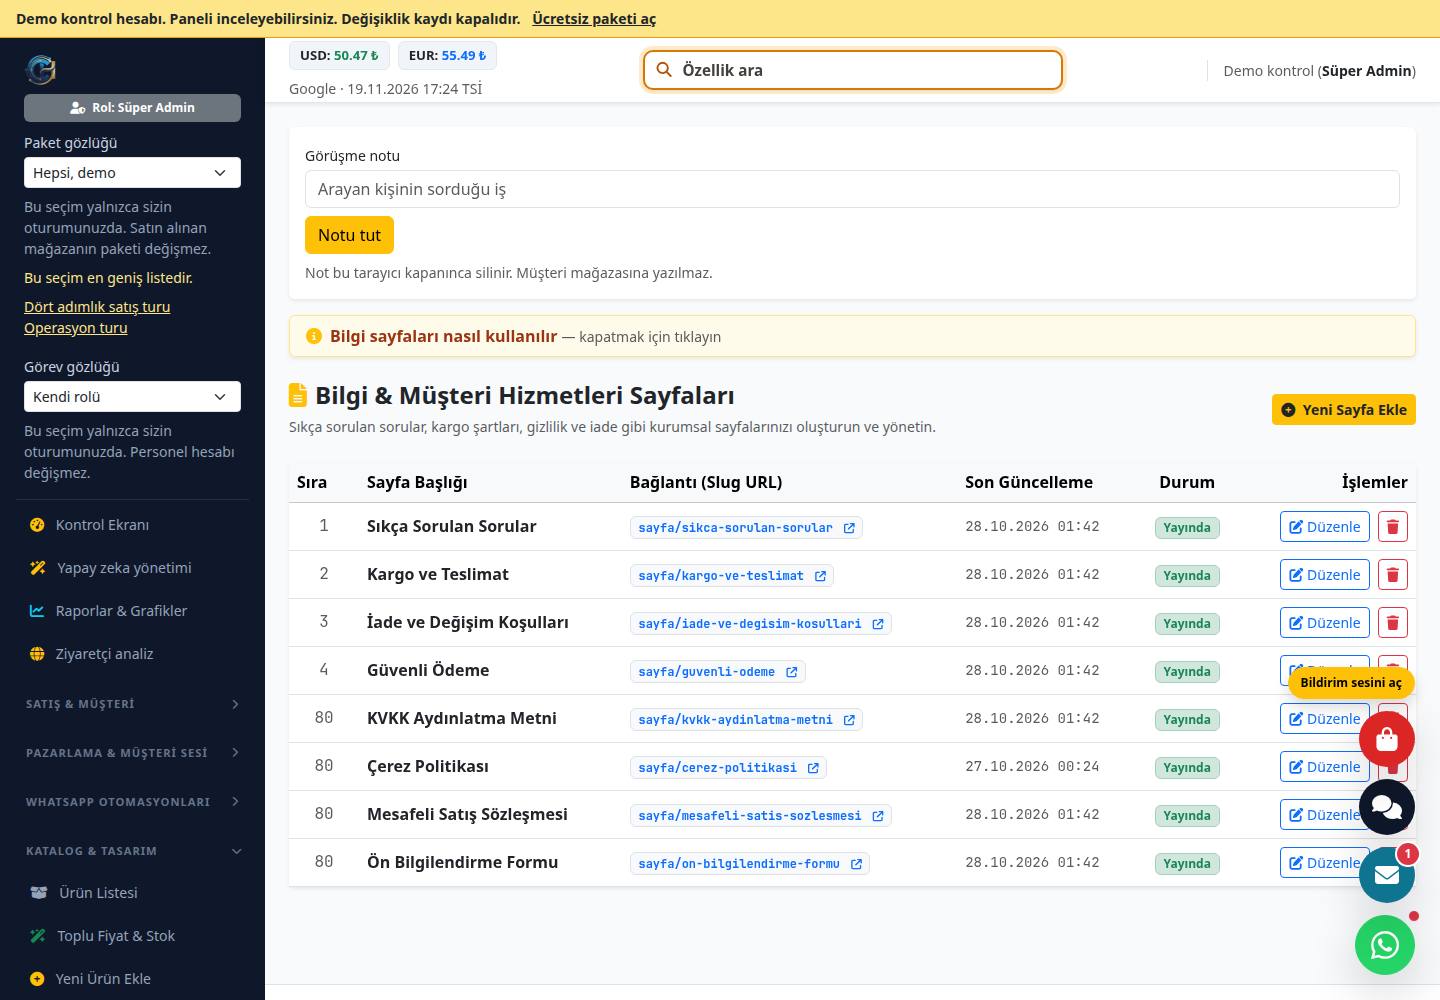 Demo kontrol hesabı. Paneli inceleyebilirsiniz. Değişiklik kaydı kapalıdır. Ücretsiz paketi aç
Rol: Süper Admin
Paket gözlüğü
Hepsi, demo
Bu seçim yalnızca sizin
oturumunuzda. Satın alınan
mağazanın paketi değişmez.
Bu seçim en geniş listedir.
Dört adımlık satış turu
Operasyon turu
Görev gözlüğü
Kendi rolü
Bu seçim yalnızca sizin
oturumunuzda. Personel hesabı
değişmez.
Kontrol Ekranı
Yapay zeka yönetimi
Raporlar & Grafikler
Ziyaretçi analiz
SATIŞ & MÜŞTERİ
PAZARLAMA & MÜŞTERİ SESİ
WHATSAPP OTOMASYONLARI
KATALOG & TASARIM
Ürün Listesi
Toplu Fiyat & Stok
Yeni Ürün Ekle
USD: 50.47 ₺ EUR: 55.49 ₺
Google · 19.11.2026 17:24 TSİ
Özellik ara
Demo kontrol (Süper Admin)
Görüşme notu
Arayan kişinin sorduğu iş
Notu tut
Not bu tarayıcı kapanınca silinir. Müşteri mağazasına yazılmaz.
Bilgi sayfaları nasıl kullanılır — kapatmak için tıklayın
Bilgi & Müşteri Hizmetleri Sayfaları
Sıkça sorulan sorular, kargo şartları, gizlilik ve iade gibi kurumsal sayfalarınızı oluşturun ve yönetin.
Yeni Sayfa Ekle
Sıra Sayfa Başlığı Bağlantı (Slug URL) Son Güncelleme Durum İşlemler
1 Sıkça Sorulan Sorular sayfa/sikca-sorulan-sorular 28.10.2026 01:42 Yayında Düzenle
2 Kargo ve Teslimat sayfa/kargo-ve-teslimat 28.10.2026 01:42 Yayında Düzenle
3 İade ve Değişim Koşulları sayfa/iade-ve-degisim-kosullari 28.10.2026 01:42 Yayında Düzenle
4 Güvenli Ödeme sayfa/guvenli-odeme 28.10.2026 01:42 Yayında
Bildirim sesini aç
80 KVKK Aydınlatma Metni sayfa/kvkk-aydinlatma-metni 28.10.2026 01:42 Yayında Düzenle
80 Çerez Politikası sayfa/cerez-politikasi 27.10.2026 00:24 Yayında Düzenle
80 Mesafeli Satış Sözleşmesi sayfa/mesafeli-satis-sozlesmesi 28.10.2026 01:42 Yayında Düzenle
80 Ön Bilgilendirme Formu sayfa/on-bilgilendirme-formu 28.10.2026 01:42 Yayında Düzenle
1